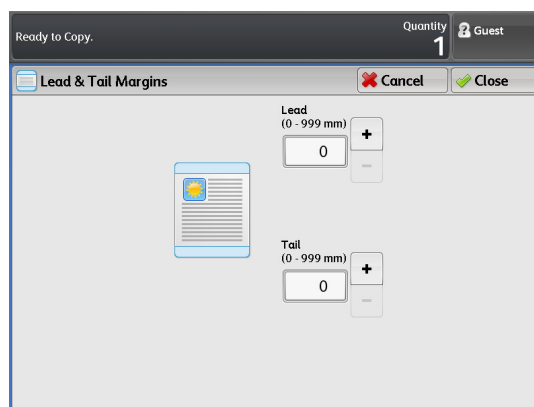 Ready to Copy.
Quantity
1
Guest
Lead & Tail Margins
Cancel
Close
Lead
(0 - 999 mm)
0
+
−
Tail
(0 - 999 mm)
0
+
−